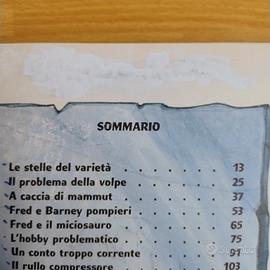 SOMMARIO
Le stelle del varietà . . . . . . . 13
Il problema della volpe . . . . . . 25
A caccia di mammut . . . . . . . 37
Fred e Barney pompieri . . . . . . 53
Fred e il miciosauro . . . . . . . 65
L'hobby problematico . . . . . . . 75
Un conto troppo corrente . . . . . 91
Il rullo compressore . . . . . . . 103